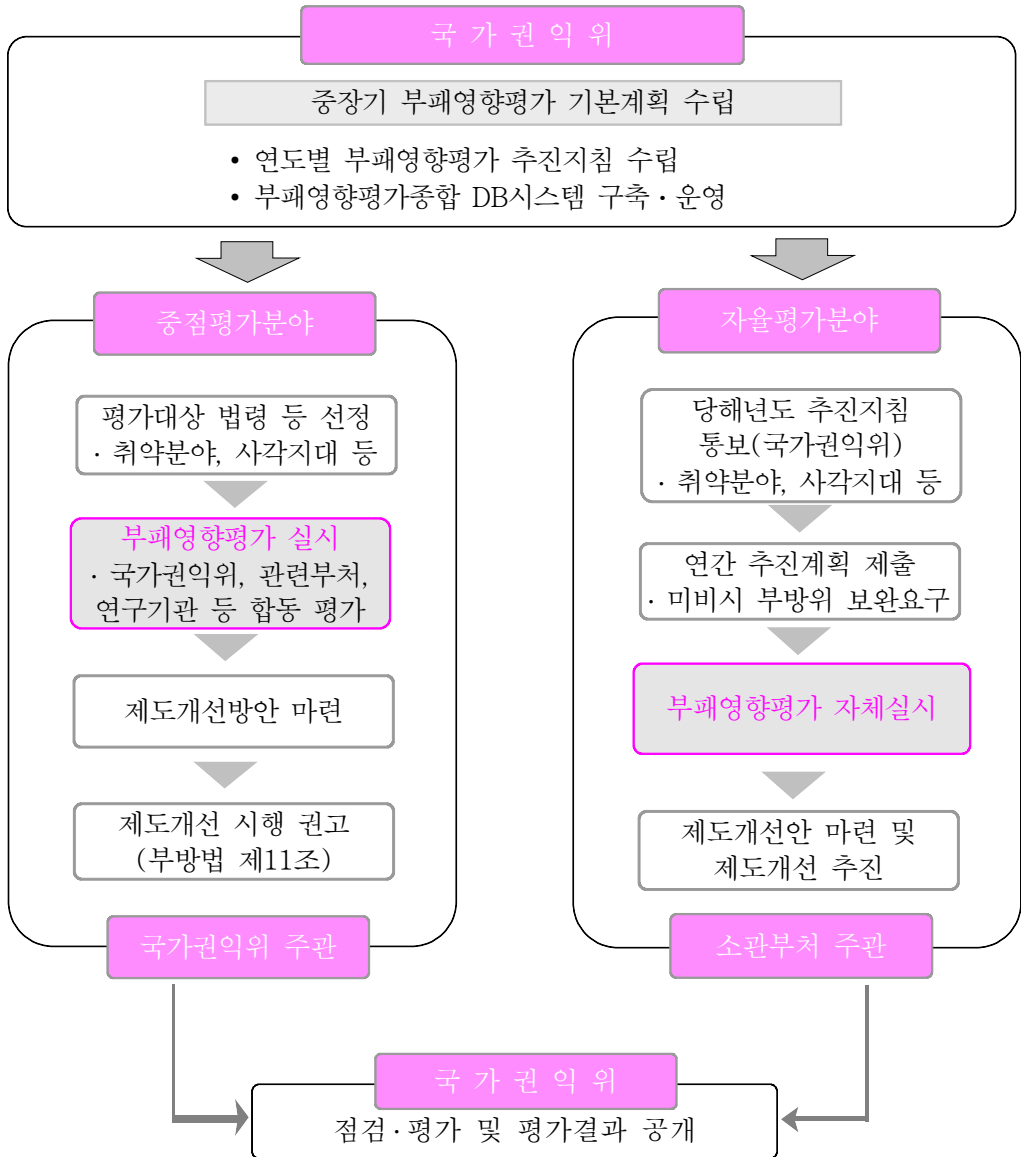 국 가 권 익 위
중장기 부패영향평가 기본계획 수립
• 연도별 부패영향평가 추진지침 수립
• 부패영향평가종합 DB시스템 구축·운영
중점평가분야
평가대상 법령 등 선정
· 취약분야, 사각지대 등
부패영향평가 실시
· 국가권익위, 관련부처,
연구기관 등 합동 평가
제도개선방안 마련
제도개선 시행 권고
(부방법 제11조)
국가권익위 주관
자율평가분야
당해년도 추진지침
통보(국가권익위)
· 취약분야, 사각지대 등
연간 추진계획 제출
· 미비시 부방위 보완요구
부패영향평가 자체실시
제도개선안 마련 및
제도개선 추진
소관부처 주관
국 가 권 익 위
점검·평가 및 평가결과 공개